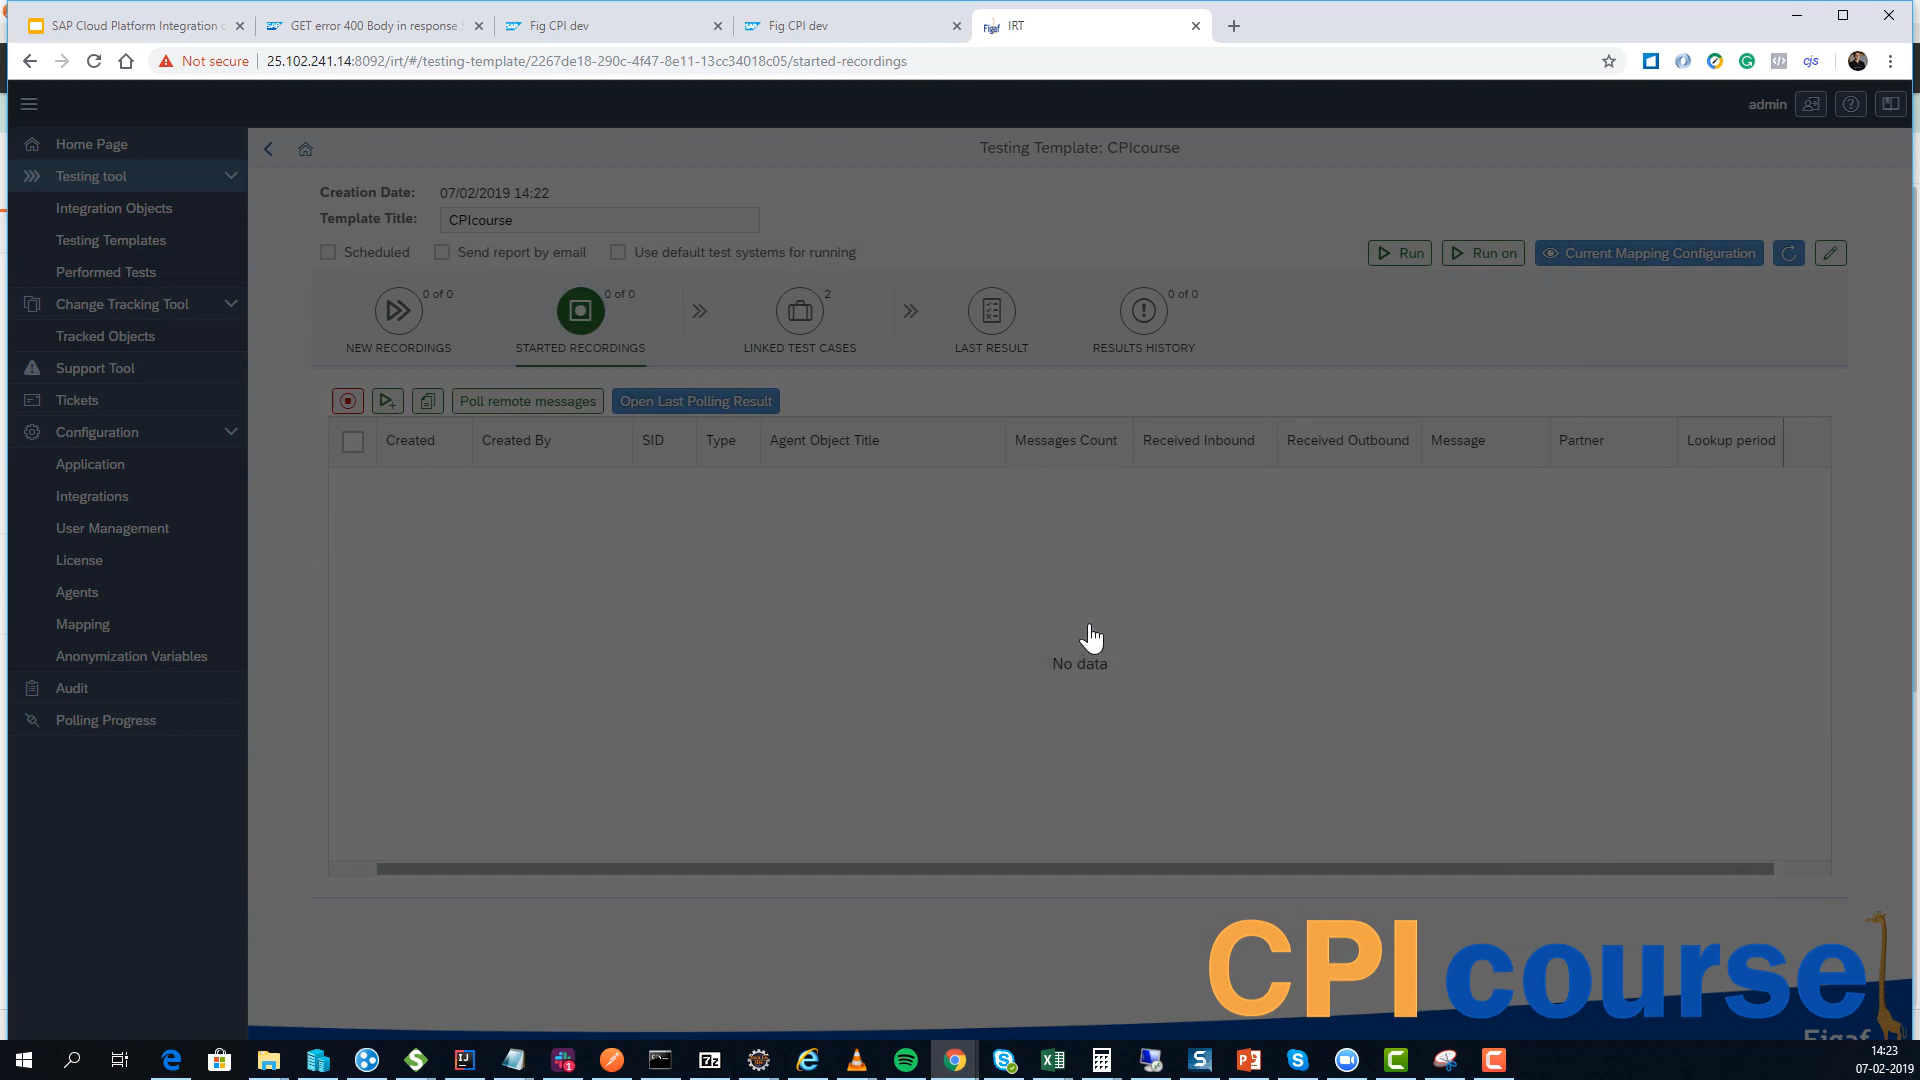 SAP Cloud Platform Integration
GET error 400 Body in response
Fig CPI dev
Fig CPI dev
Figaf
IRT
Not secure
25.102.241.14:8092/irt/#/testing-template/2267de18-290c-4f47-8e11-13cc34018c05/started-recordings
cjs
admin
Home Page
Testing tool
Integration Objects
Testing Templates
Performed Tests
Change Tracking Tool
Tracked Objects
Support Tool
Tickets
Configuration
Application
Integrations
User Management
License
Agents
Mapping
Anonymization Variables
Audit
Polling Progress
Testing Template: CPIcourse
Creation Date: 07/02/2019 14:22
Template Title: CPIcourse
Scheduled Send report by email Use default test systems for running
Run Run on Current Mapping Configuration
0 of 0 0 of 0 2 0 of 0
NEW RECORDINGS STARTED RECORDINGS LINKED TEST CASES LAST RESULT RESULTS HISTORY
Poll remote messages Open Last Polling Result
Created Created By SID Type Agent Object Title Messages Count Received Inbound Received Outbound Message Partner Lookup period
No data
CPI course
Figaf
14:23
07-02-2019